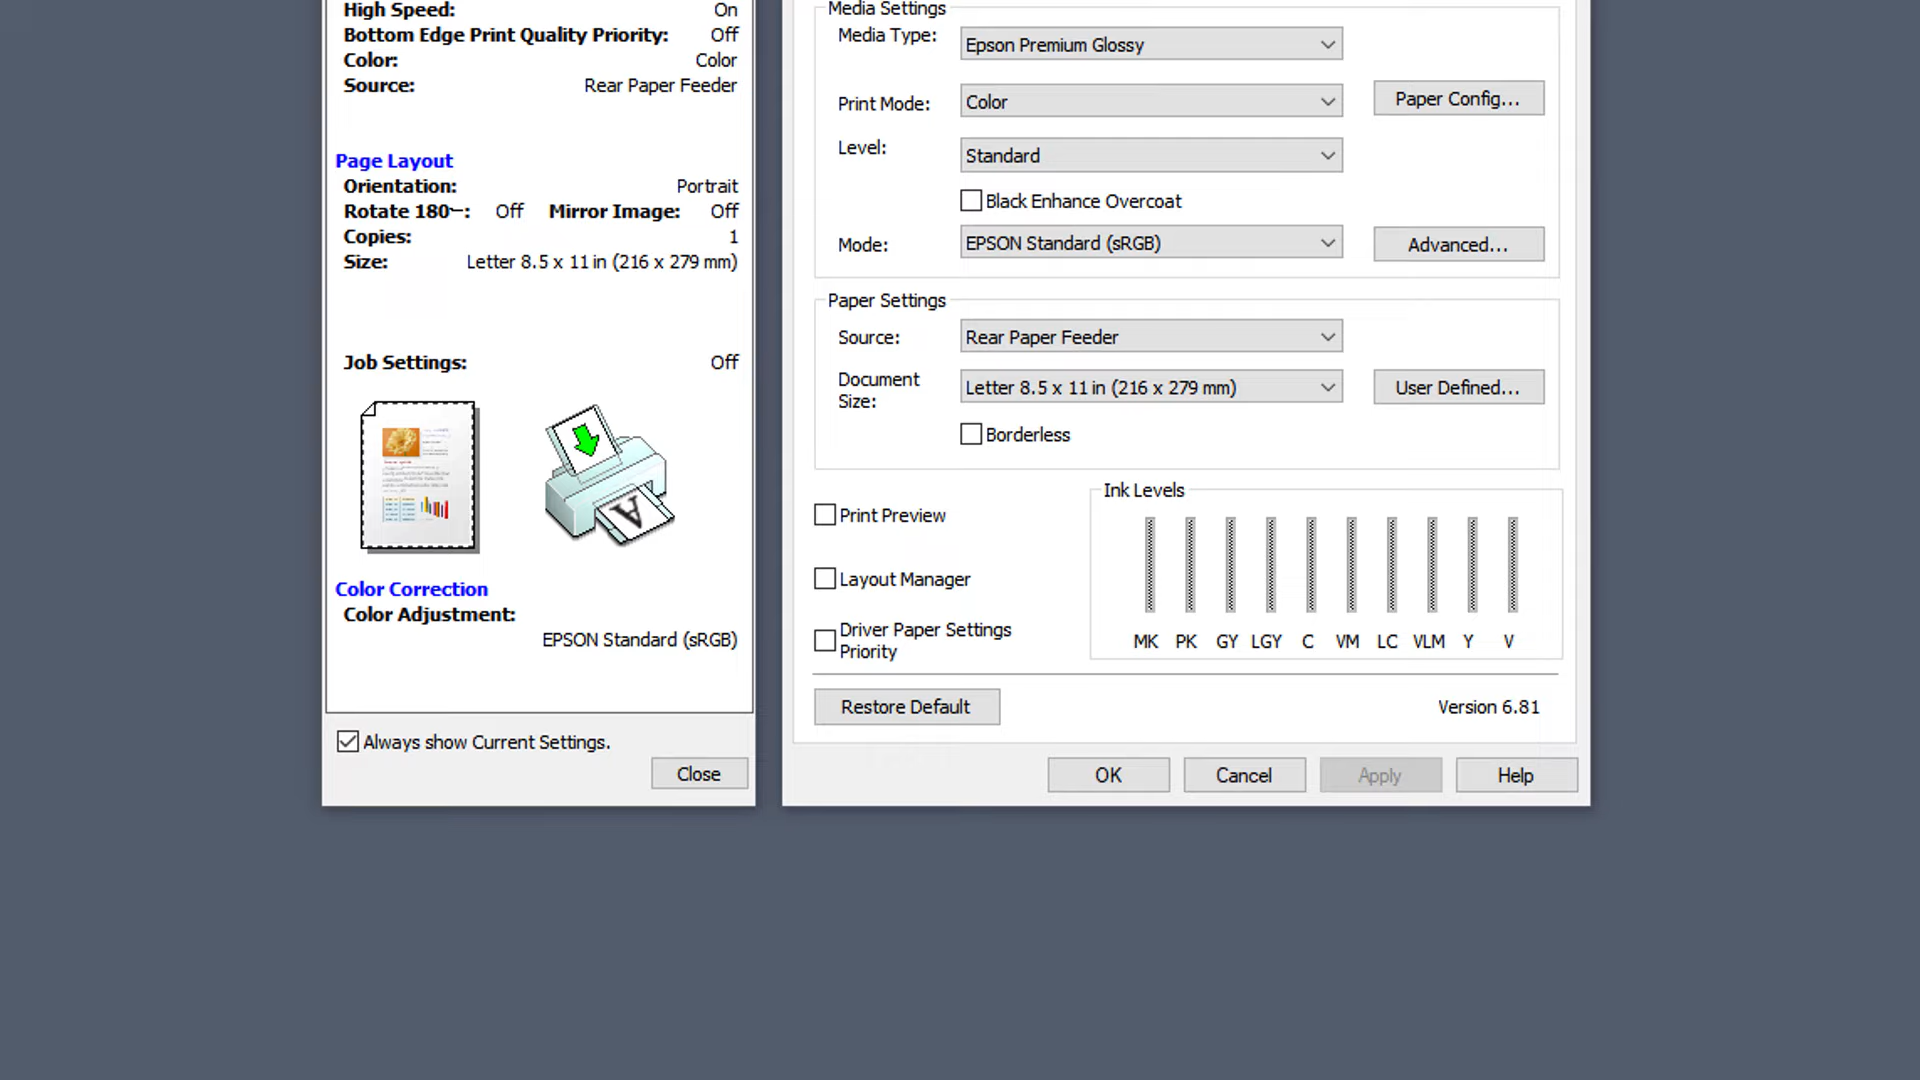 High Speed: On
Bottom Edge Print Quality Priority: Off
Color: Color
Source: Rear Paper Feeder
Page Layout
Orientation: Portrait
Rotate 180~: Off Mirror Image: Off
Copies: 1
Size: Letter 8.5 x 11 in (216 x 279 mm)
Job Settings: Off
A
Color Correction
Color Adjustment:
EPSON Standard (sRGB)
Always show Current Settings.
Close
Media Settings
Media Type: Epson Premium Glossy
Print Mode: Color Paper Config...
Level: Standard
Black Enhance Overcoat
Mode: EPSON Standard (sRGB) Advanced...
Paper Settings
Source: Rear Paper Feeder
Document
Size: Letter 8.5 x 11 in (216 x 279 mm) User Defined...
Borderless
Print Preview
Layout Manager
Driver Paper Settings
Priority
Ink Levels
MK PK GY LGY C VM LC VLM Y V
Restore Default Version 6.81
OK Cancel Apply Help